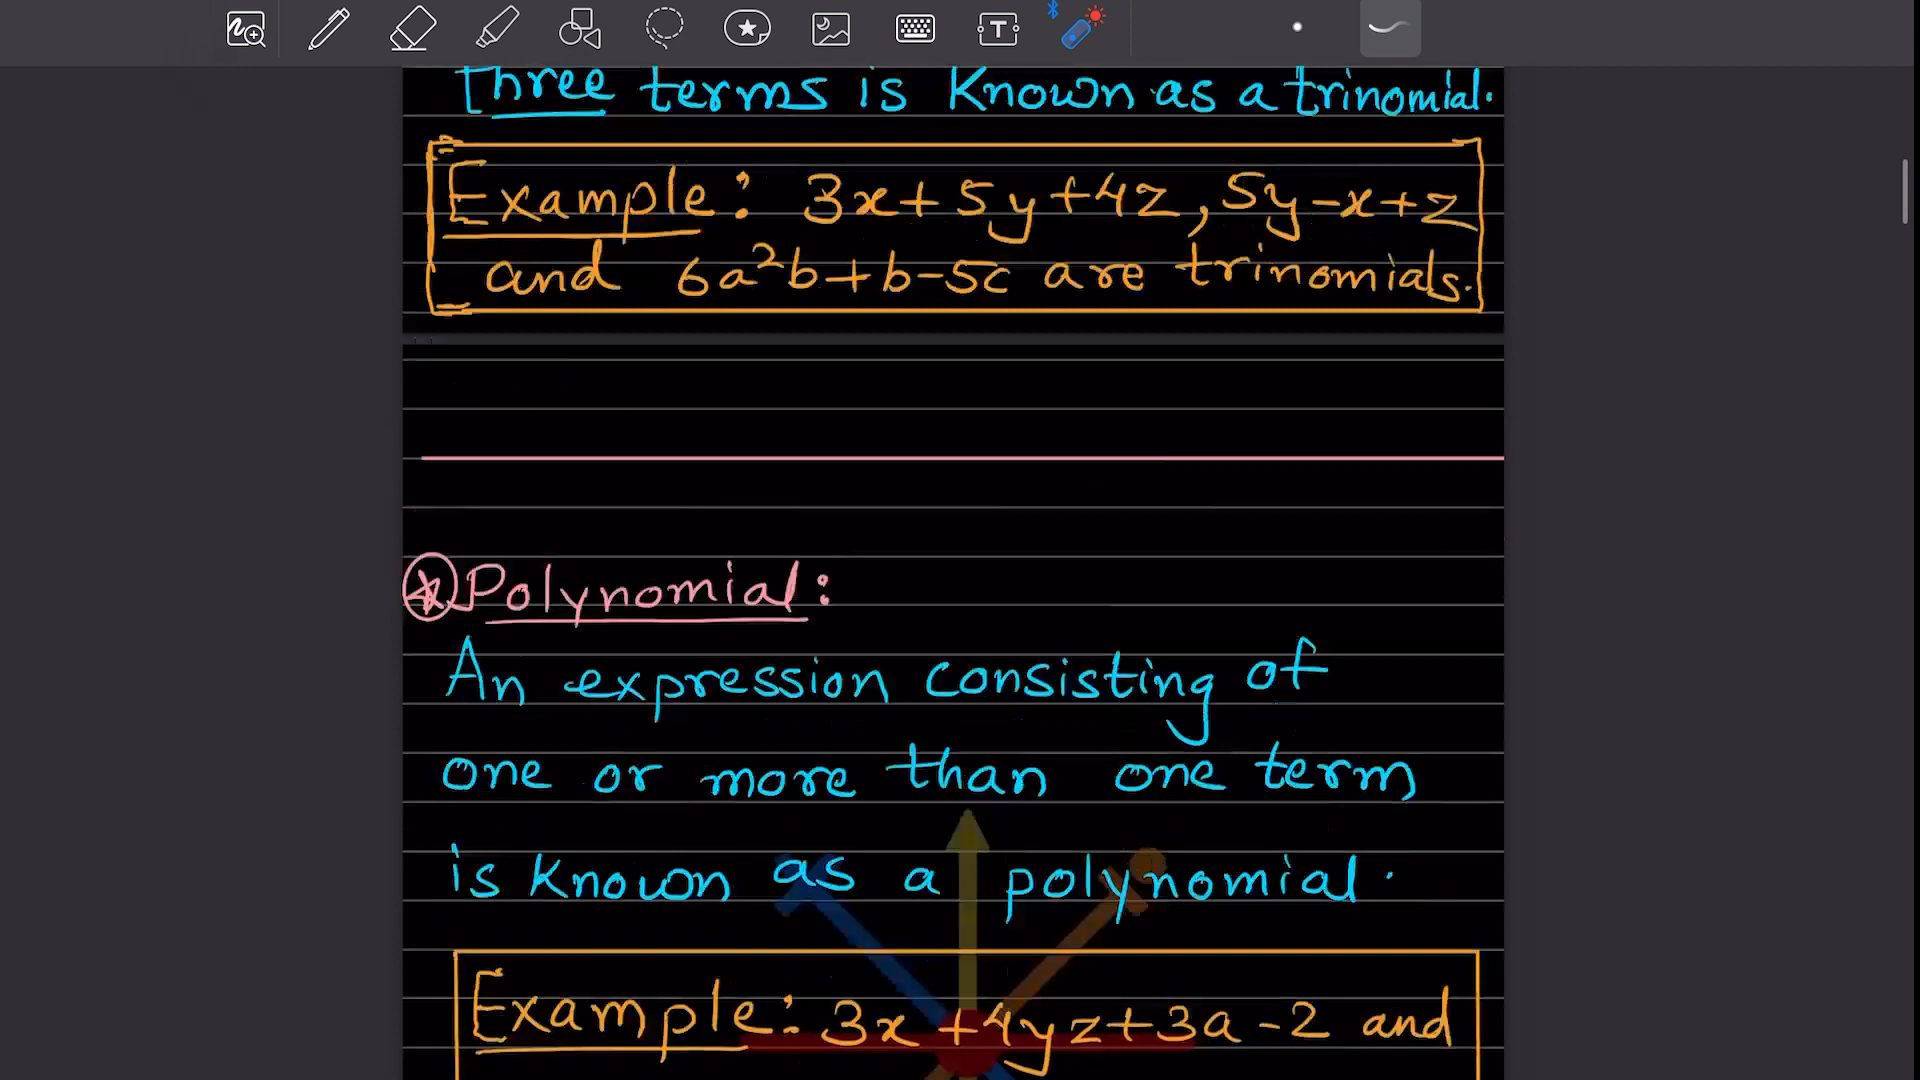 three terms is known as a trinomial.
Example: 3x+5y+4z, 5y-x+z
and 6a²b+b-5c are trinomials.
Polynomial:
An expression consisting of
one or more than one term
is known as a polynomial.
Example: 3x+4yz+3a-2 and